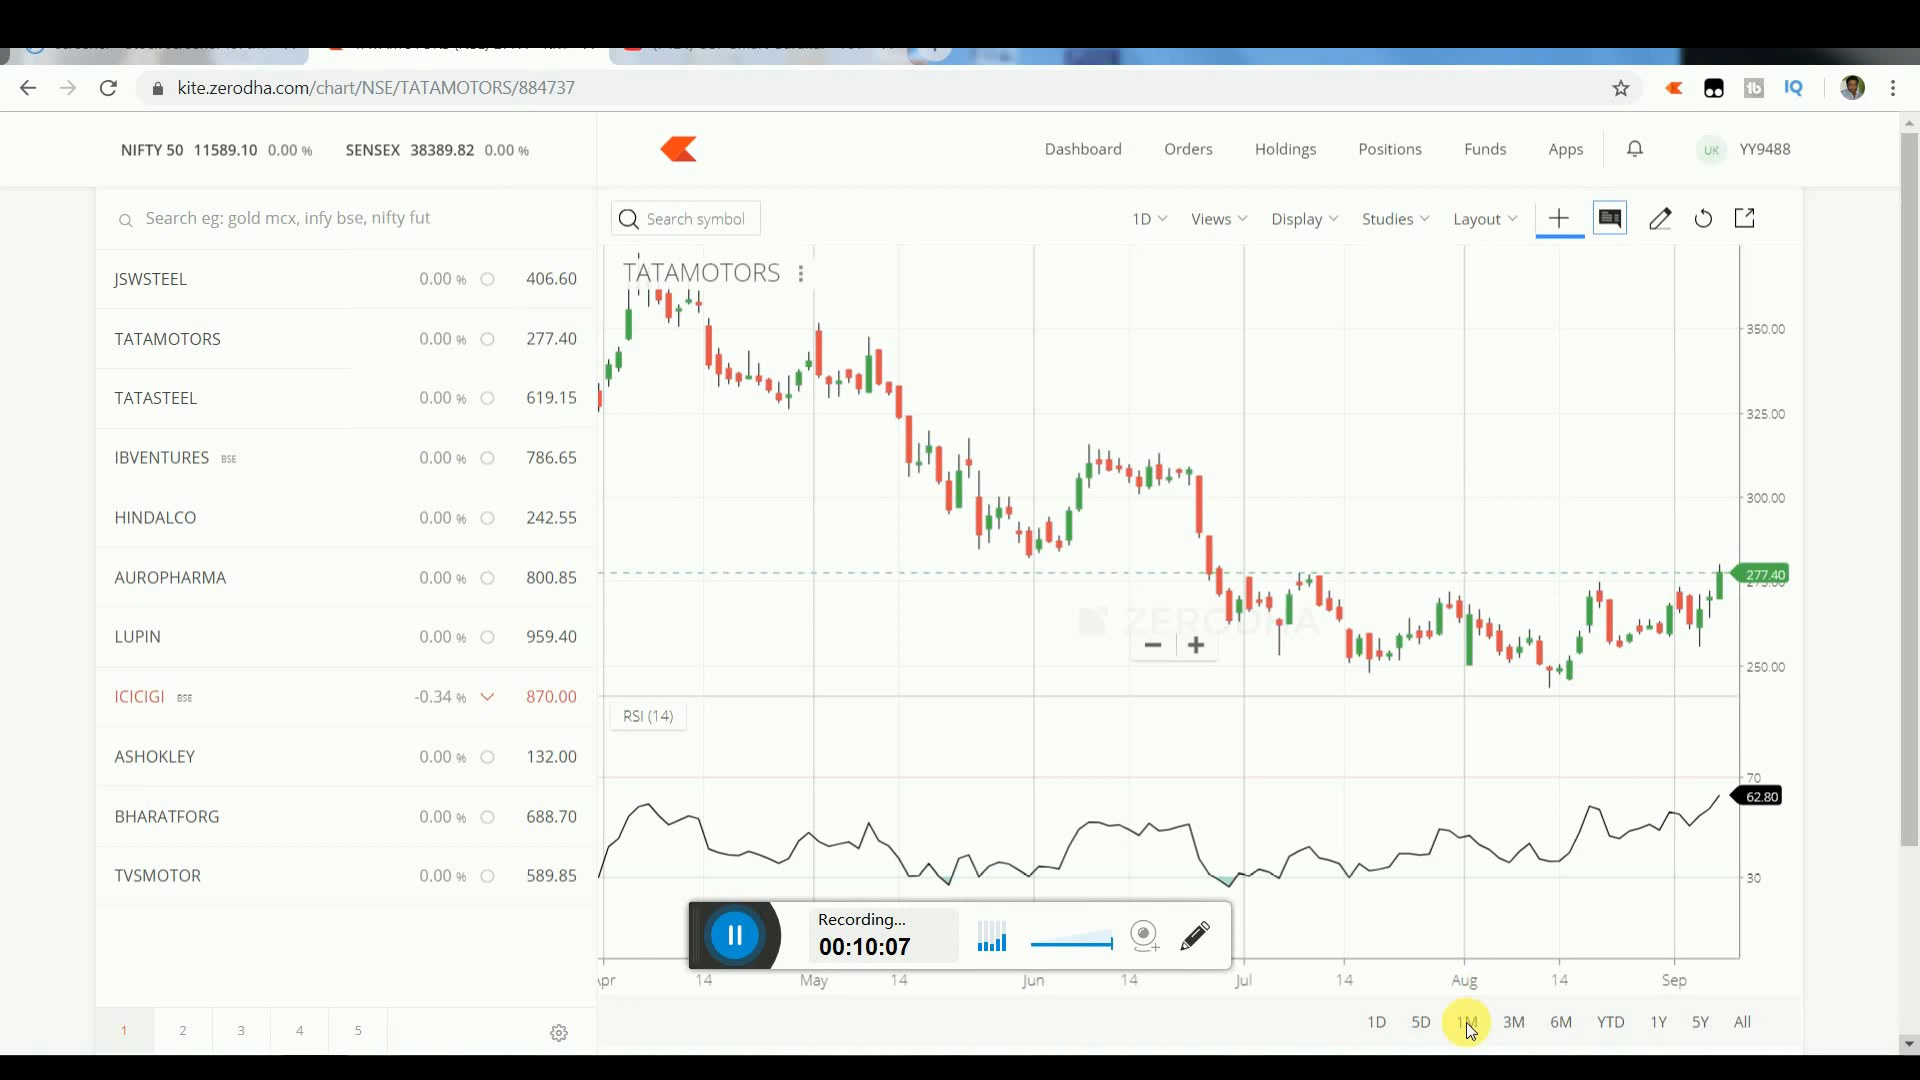 kite.zerodha.com/chart/NSE/TATAMOTORS/884737
tb
IQ
NIFTY 50 11589.10 0.00 %
SENSEX 38389.82 0.00 %
Dashboard
Orders
Holdings
Positions
Funds
Apps
UK
YY9488
Search eg: gold mcx, infy bse, nifty fut
Search symbol
1D
Views
Display
Studies
Layout
JSWSTEEL 0.00 % 406.60
TATAMOTORS 0.00 % 277.40
TATASTEEL 0.00 % 619.15
IBVENTURES BSE 0.00 % 786.65
HINDALCO 0.00 % 242.55
AUROPHARMA 0.00 % 800.85
LUPIN 0.00 % 959.40
ICICIGI BSE -0.34 % 870.00
ASHOKLEY 0.00 % 132.00
BHARATFORG 0.00 % 688.70
TVSMOTOR 0.00 % 589.85
1 2 3 4 5
TATAMOTORS
350.00
325.00
300.00
277.40
275.00
250.00
ZERODHA
RSI (14)
70
62.80
30
Recording...
00:10:07
14 May 14 Jun 14 Jul 14 Aug 14 Sep
1D 5D 1M 3M 6M YTD 1Y 5Y All